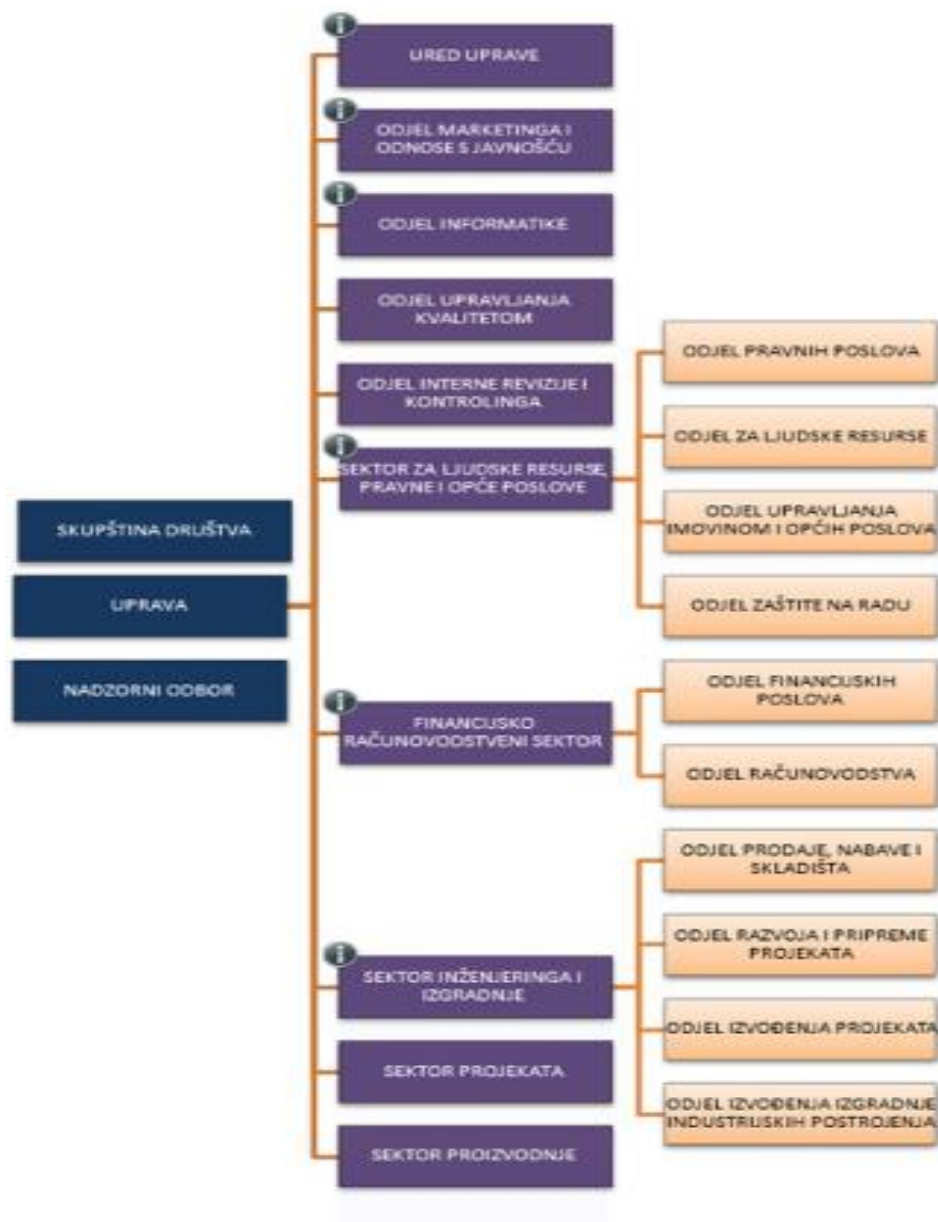 SKUPŠTINA DRUŠTVA
UPRAVA
NADZORNI ODBOR
URED UPRAVE
ODJEL MARKETINGA I
ODNOSE S JAVNOŠĆU
ODJEL INFORMATIKE
ODJEL UPRAVLJANJA
KVALITETOM
ODJEL INTERNE REVIZIJE I
KONTROLINGA
SEKTOR ZA LJUDSKE RESURSE,
PRAVNE I OPĆE POSLOVE
ODJEL PRAVNIH POSLOVA
ODJEL ZA LJUDSKE RESURSE
ODJEL UPRAVLJANJA
IMOVINOM I OPĆIH POSLOVA
ODJEL ZAŠTITE NA RADU
FINANCIJSKO
RAČUNOVODSTVENI SEKTOR
ODJEL FINANCIJSKIH
POSLOVA
ODJEL RAČUNOVODSTVA
SEKTOR INŽENJERINGA I
IZGRADNJE
ODJEL PRODAJE, NABAVE I
SKLADIŠTA
ODJEL RAZVOJA I PRIPREME
PROJEKATA
ODJEL IZVOĐENJA PROJEKATA
ODJEL IZVOĐENJA IZGRADNJE
INDUSTRIJSKIH POSTROJENJA
SEKTOR PROJEKATA
SEKTOR PROIZVODNJE